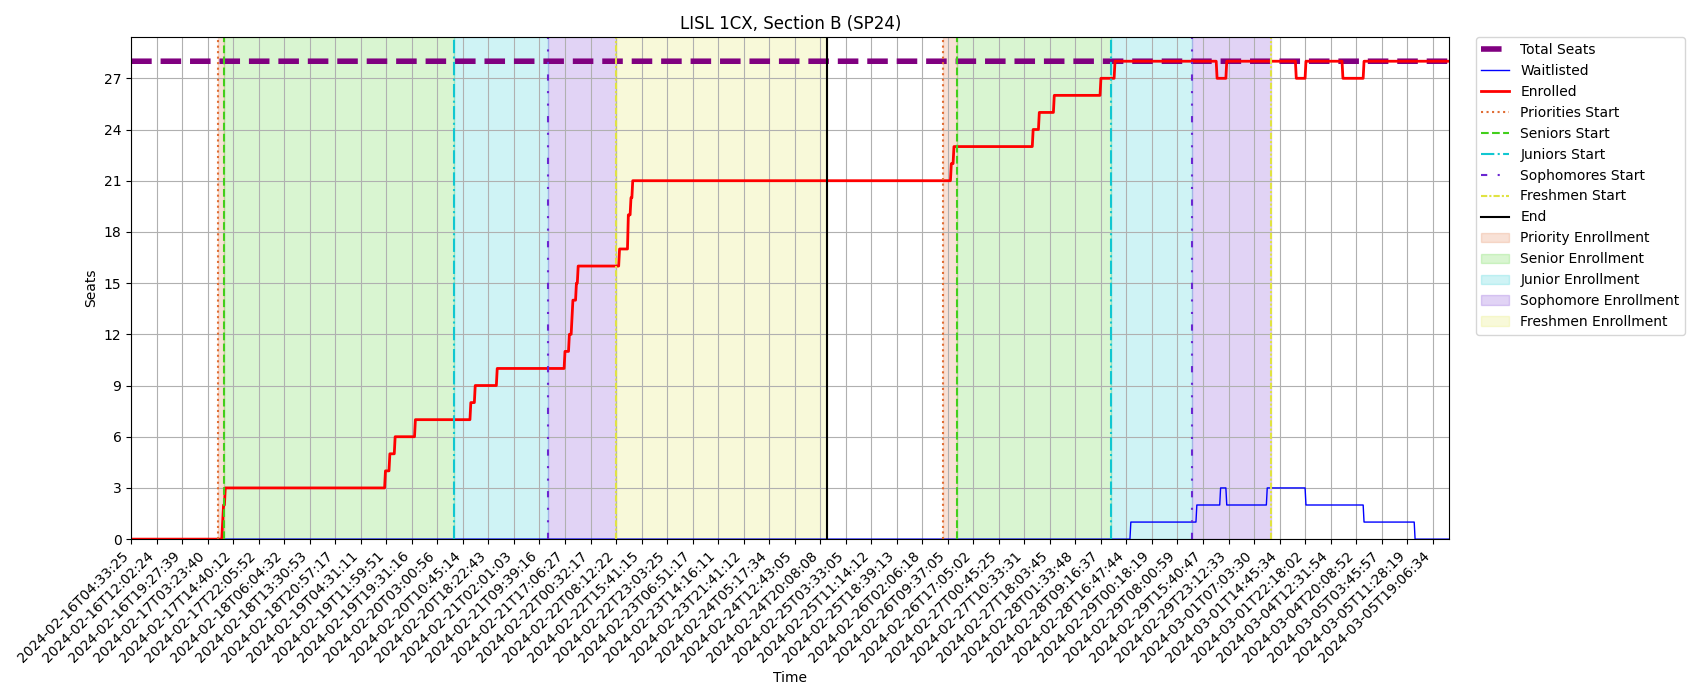 LISL 1CX, Section B (SP24)
Total Seats
Waitlisted
Enrolled
Priorities Start
Seniors Start
Juniors Start
Sophomores Start
Freshmen Start
End
Priority Enrollment
Senior Enrollment
Junior Enrollment
Sophomore Enrollment
Freshmen Enrollment
Seats
27
24
21
18
15
12
9
6
3
0
2024-02-16T04:33:25
2024-02-16T12:02:24
2024-02-16T19:27:39
2024-02-17T03:23:40
2024-02-17T14:40:12
2024-02-17T22:05:52
2024-02-18T06:04:32
2024-02-18T13:30:53
2024-02-18T20:57:17
2024-02-19T04:31:11
2024-02-19T11:59:51
2024-02-19T19:31:16
2024-02-20T03:00:56
2024-02-20T10:45:14
2024-02-20T18:22:43
2024-02-21T02:01:03
2024-02-21T09:39:16
2024-02-21T17:06:27
2024-02-22T00:32:17
2024-02-22T08:12:22
2024-02-22T15:41:15
2024-02-22T23:03:25
2024-02-23T06:51:17
2024-02-23T14:16:11
2024-02-23T21:41:12
2024-02-24T05:17:34
2024-02-24T12:43:05
2024-02-24T20:08:08
2024-02-25T03:33:05
2024-02-25T11:14:12
2024-02-25T18:39:13
2024-02-26T02:06:18
2024-02-26T09:37:05
2024-02-26T17:05:02
2024-02-27T00:45:25
2024-02-27T10:33:31
2024-02-27T18:03:45
2024-02-28T01:33:48
2024-02-28T09:16:37
2024-02-28T16:47:44
2024-02-29T00:18:19
2024-02-29T08:00:59
2024-02-29T15:40:47
2024-02-29T23:12:33
2024-03-01T07:03:30
2024-03-01T14:45:34
2024-03-01T22:18:02
2024-03-04T12:31:54
2024-03-04T20:08:52
2024-03-05T03:45:57
2024-03-05T11:28:19
2024-03-05T19:06:34
Time